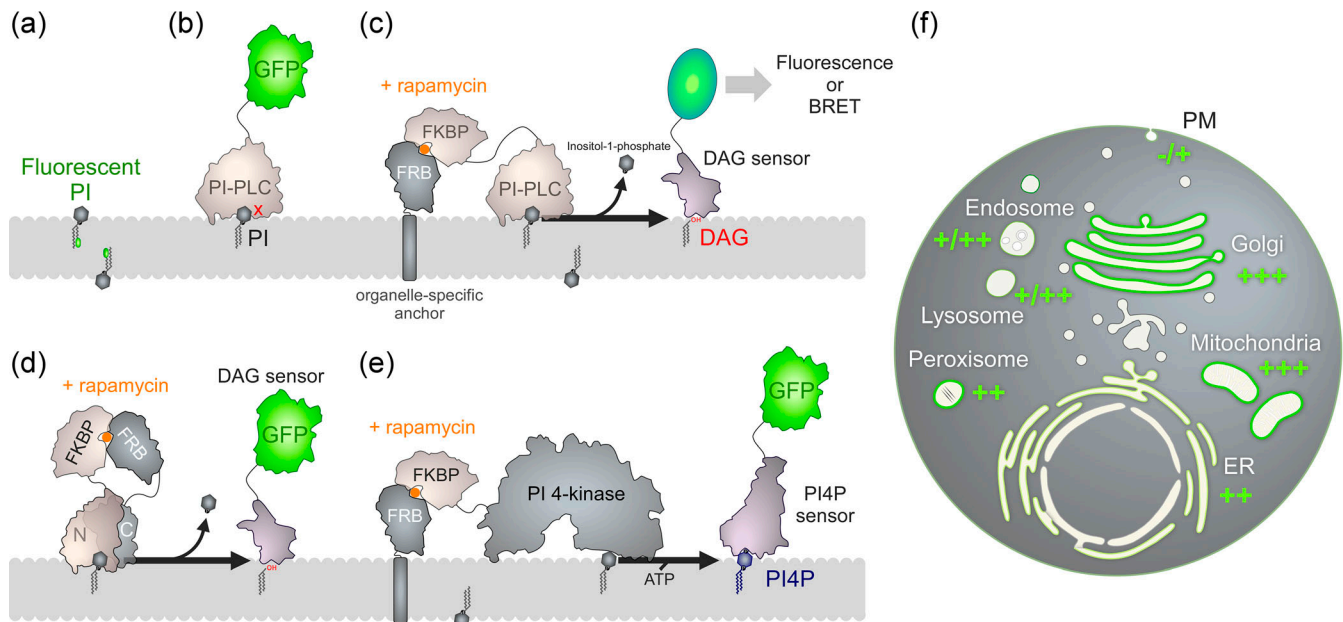 (a)
Fluorescent
PI
(b)
GFP
PI-PLC
x
PI
(c)
+ rapamycin
FKBP
FRB
PI-PLC
Inositol-1-phosphate
DAG sensor
OH
DAG
Fluorescence
or
BRET
organelle-specific
anchor
(d)
+ rapamycin
FKBP
FRB
N
C
DAG sensor
GFP
OH
(e)
+ rapamycin
FKBP
FRB
PI 4-kinase
ATP
GFP
PI4P
sensor
PI4P
(f)
PM
-/+
Endosome
+/++
Golgi
+++
Lysosome
+/++
Peroxisome
++
Mitochondria
+++
ER
++